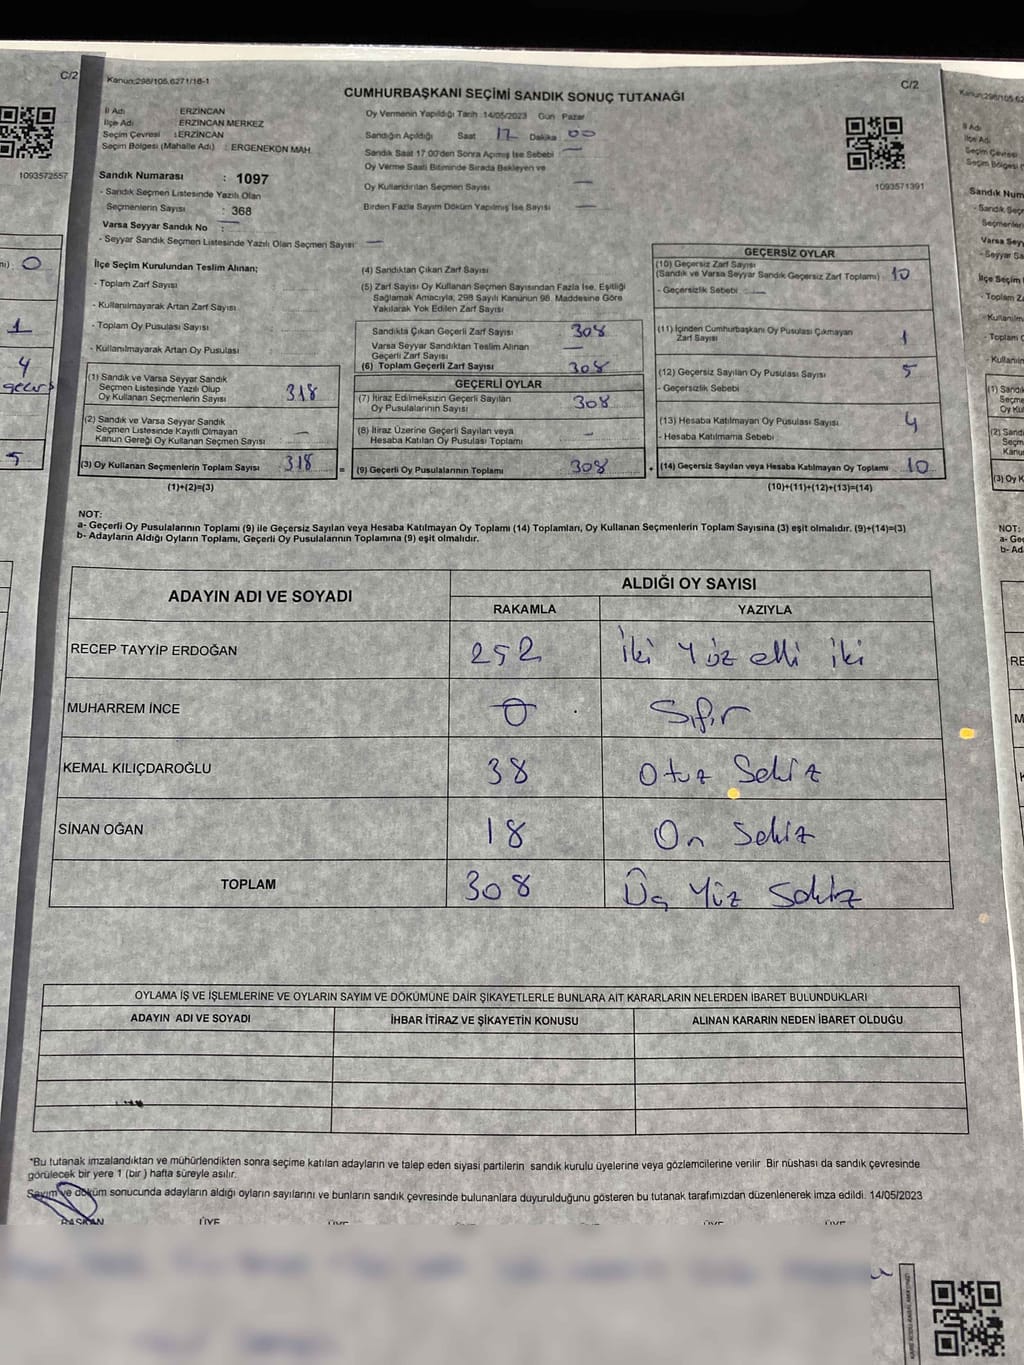 C/2
Kanun:298/105,6271/16-1
CUMHURBAŞKANI SEÇİMİ SANDIK SONUÇ TUTANAĞI
C/2
İl Adı : ERZİNCAN
İlçe Adı : ERZİNCAN MERKEZ
Seçim Çevresi : ERZİNCAN
Seçim Bölgesi (Mahalle Adı) : ERGENEKON MAH.
Sandık Numarası : 1097
- Sandık Seçmen Listesinde Yazılı Olan
Seçmenlerin Sayısı : 368
Varsa Seyyar Sandık No : —
- Seyyar Sandık Seçmen Listesinde Yazılı Olan Seçmen Sayısı —
Oy Vermenin Yapıldığı Tarih 14/05/2023 Gün Pazar
Sandığın Açıldığı Saat 17 Dakika 00
Sandık Saat 17:00'den Sonra Açımış İse Sebebi —
Oy Verme Saati Bitiminde Sırada Bekleyen ve
Oy Kullandırılan Seçmen Sayısı —
Birden Fazla Sayım Döküm Yapılmış İse Sayısı —
1093572557
1093571391
İlçe Seçim Kurulundan Teslim Alınan;
- Toplam Zarf Sayısı
- Kullanılmayarak Artan Zarf Sayısı
- Toplam Oy Pusulası Sayısı
- Kullanılmayarak Artan Oy Pusulası
(1) Sandık ve Varsa Seyyar Sandık
Seçmen Listesinde Yazılı Olup
Oy Kullanan Seçmenlerin Sayısı 318
(2) Sandık ve Varsa Seyyar Sandık
Seçmen Listesinde Kayıtlı Olmayan
Kanun Gereği Oy Kullanan Seçmen Sayısı —
(3) Oy Kullanan Seçmenlerin Toplam Sayısı 318 =
(1)+(2)=(3)
(4) Sandıktan Çıkan Zarf Sayısı
(5) Zarf Sayısı Oy Kullanan Seçmen Sayısından Fazla İse, Eşitliği
Sağlamak Amacıyla, 298 Sayılı Kanunun 98. Maddesine Göre
Yakılarak Yok Edilen Zarf Sayısı
Sandıkta Çıkan Geçerli Zarf Sayısı 308
Varsa Seyyar Sandıktan Teslim Alınan
Geçerli Zarf Sayısı —
(6) Toplam Geçerli Zarf Sayısı 308
GEÇERLİ OYLAR
(7) İtiraz Edilmeksizin Geçerli Sayılan
Oy Pusulalarının Sayısı 308
(8) İtiraz Üzerine Geçerli Sayılan veya
Hesaba Katılan Oy Pusulası Toplamı —
(9) Geçerli Oy Pusulalarının Toplamı 308 +
GEÇERSİZ OYLAR
(10) Geçersiz Zarf Sayısı
(Sandık ve Varsa Seyyar Sandık Geçersiz Zarf Toplamı) 10
- Geçersizlik Sebebi : —
(11) İçinden Cumhurbaşkanı Oy Pusulası Çıkmayan
Zarf Sayısı 1
(12) Geçersiz Sayılan Oy Pusulası Sayısı 5
- Geçersizlik Sebebi
(13) Hesaba Katılmayan Oy Pusulası Sayısı 4
- Hesaba Katılmama Sebebi
(14) Geçersiz Sayılan veya Hesaba Katılmayan Oy Toplamı 10
(10)+(11)+(12)+(13)=(14)
NOT:
a- Geçerli Oy Pusulalarının Toplamı (9) ile Geçersiz Sayılan veya Hesaba Katılmayan Oy Toplamı (14) Toplamları, Oy Kullanan Seçmenlerin Toplam Sayısına (3) eşit olmalıdır. (9)+(14)=(3)
b- Adayların Aldığı Oyların Toplamı, Geçerli Oy Pusulalarının Toplamına (9) eşit olmalıdır.
ADAYIN ADI VE SOYADI
ALDIĞI OY SAYISI
RAKAMLA YAZIYLA
RECEP TAYYİP ERDOĞAN 252 İki Yüz elli iki
MUHARREM İNCE 0 Sıfır
KEMAL KILIÇDAROĞLU 38 Otuz Sekiz
SİNAN OĞAN 18 On Sekiz
TOPLAM 308 Üç Yüz Sekiz
OYLAMA İŞ VE İŞLEMLERİNE VE OYLARIN SAYIM VE DÖKÜMÜNE DAİR ŞİKAYETLERLE BUNLARA AİT KARARLARIN NELERDEN İBARET BULUNDUKLARI
ADAYIN ADI VE SOYADI İHBAR İTİRAZ VE ŞİKAYETİN KONUSU ALINAN KARARIN NEDEN İBARET OLDUĞU
*Bu tutanak imzalandıktan ve mühürlendikten sonra seçime katılan adayların ve talep eden siyasi partilerin sandık kurulu üyelerine veya gözlemcilerine verilir. Bir nüshası da sandık çevresinde
görülecek bir yere 1 (bir ) hafta süreyle asılır.
Sayım ve döküm sonucunda adayların aldığı oyların sayılarını ve bunların sandık çevresinde bulunanlara duyurulduğunu gösteren bu tutanak tarafımızdan düzenlenerek imza edildi. 14/05/2023
BAŞKAN ÜYE ÜYE ÜYE ÜYE ÜYE ÜYE